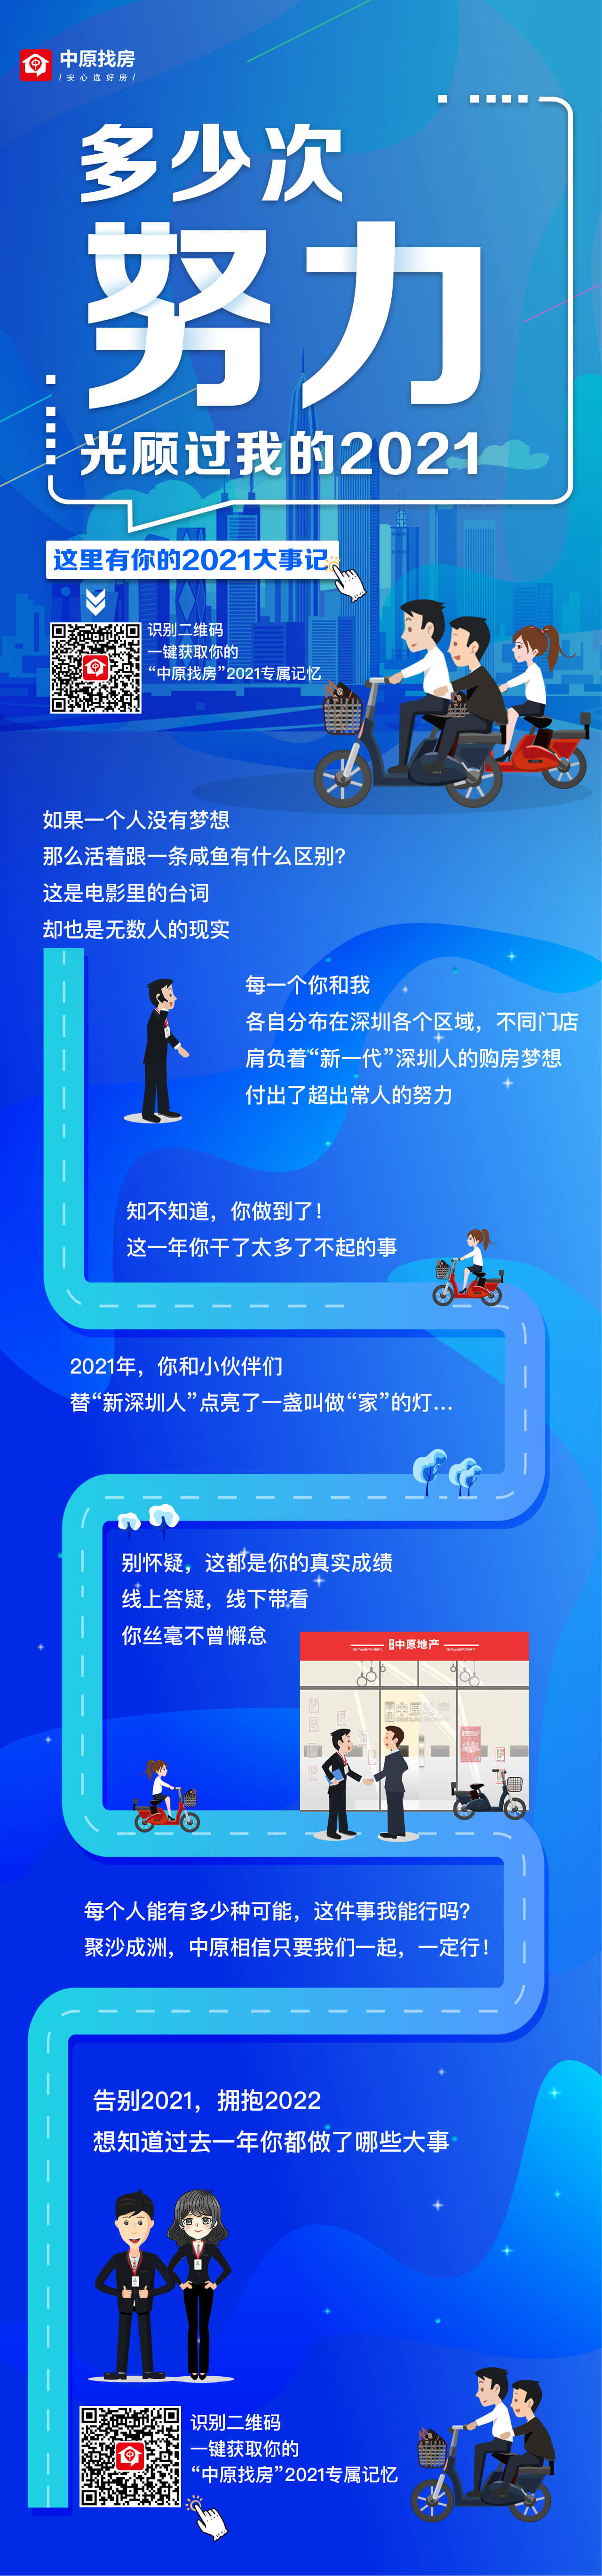 中原找房
/ 安心选好房 /
多少次
努力
光顾过我的2021
这里有你的2021大事记
识别二维码
一键获取你的
“中原找房”2021专属记忆
如果一个人没有梦想
那么活着跟一条咸鱼有什么区别?
这是电影里的台词
却也是无数人的现实
每一个你和我
各自分布在深圳各个区域，不同门店
肩负着“新一代”深圳人的购房梦想
付出了超出常人的努力
知不知道，你做到了!
这一年你干了太多了不起的事
2021年，你和小伙伴们
替“新深圳人”点亮了一盏叫做“家”的灯...
别怀疑，这都是你的真实成绩
线上答疑，线下带看
你丝毫不曾懈怠
中原地产
中原地产
每个人能有多少种可能，这件事我能行吗?
聚沙成洲，中原相信只要我们一起，一定行!
告别2021，拥抱2022
想知道过去一年你都做了哪些大事
识别二维码
一键获取你的
“中原找房”2021专属记忆